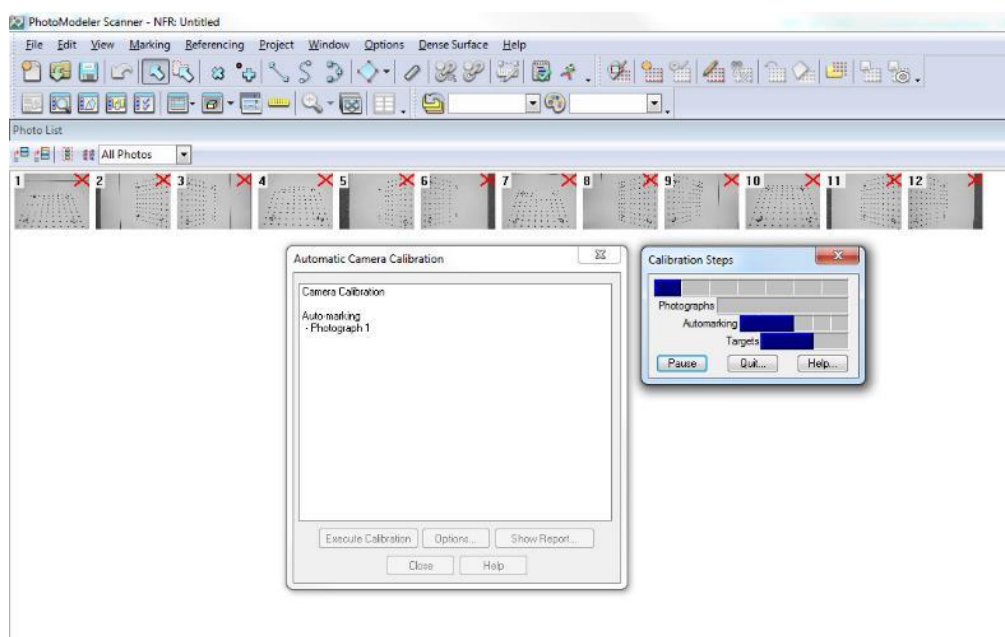 PhotoModeler Scanner - NFR: Untitled
File Edit View Marking Referencing Project Window Options Dense Surface Help
Photo List
All Photos
1 2 3 4 5 6 7 8 9 10 11 12
Automatic Camera Calibration
Camera Calibration
Auto-marking
- Photograph 1
Execute Calibration Options... Show Report...
Close Help
Calibration Steps
Photographs
Automarking
Targets
Pause Quit... Help...